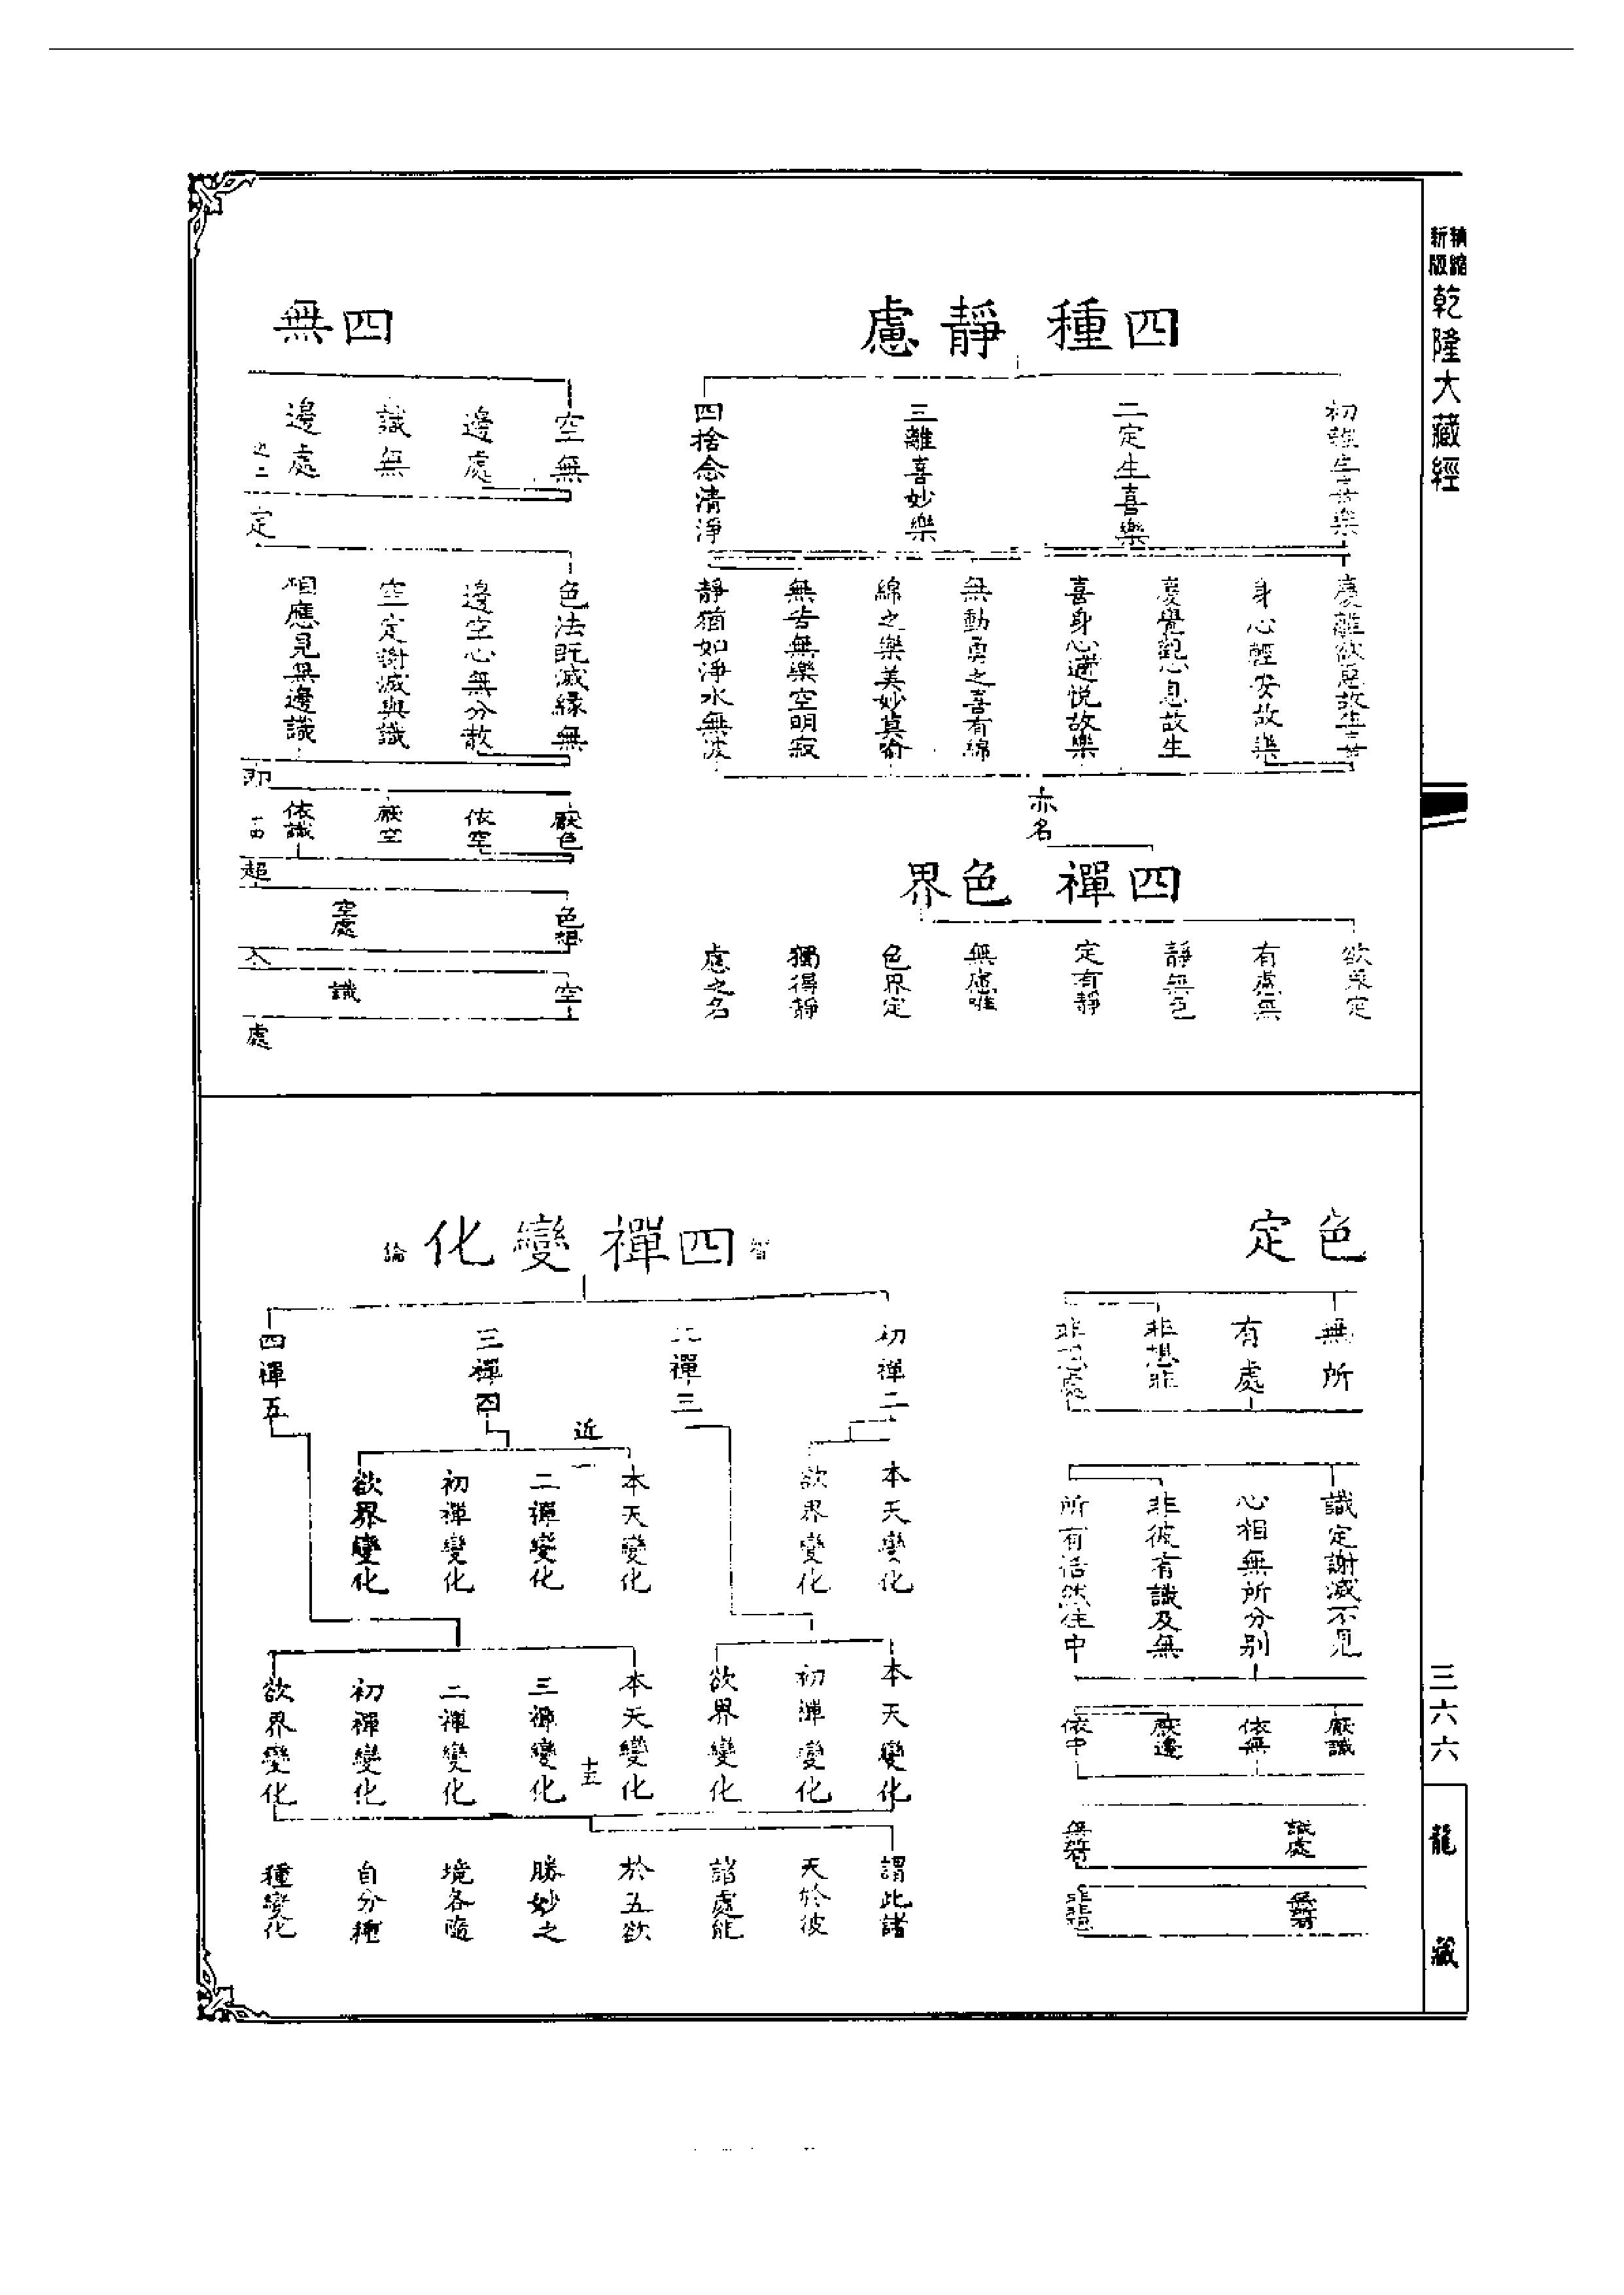 新版
精縮
乾隆大藏經
三六六
龍藏
四種靜慮
初離生喜樂
二定生喜樂
三離喜妙樂
四捨念清淨
慶離欲惡故生喜
身心輕安故樂
慶覺觀心息故生
喜身心適悅故樂
無動勇之喜有綿
綿之樂美妙真喻
無苦無樂空明寂
靜猶如淨水無波
亦名
四禪色界
欲界定
有慮無
靜無色
定有靜
無慮唯
色界定
獨得靜
慮之名
四無
空無
邊處
識無
邊處
定
色法既滅緣無
邊空心無分散
空定謝滅與識
相應見無邊識
即
十四
厭色
依空
厭空
依識
超
色想
空處
入
空
識
處
色定
無所
有處
非想非
非想處
識定謝滅不見
心相無所分別
非彼有識及無
所有恬然住中
厭識
依無
厭邊
依中
識處
智
四禪變化
論
初禪二
二禪三
三禪四
四禪五
近一
本天變化
欲界變化
本天變化
二禪變化
初禪變化
欲界變化
本天變化
初禪變化
欲界變化
本天變化
三禪變化
二禪變化
初禪變化
欲界變化
十五
謂此諸
天於彼
諸處能
於五欲
勝妙之
境各隨
自分種
種變化